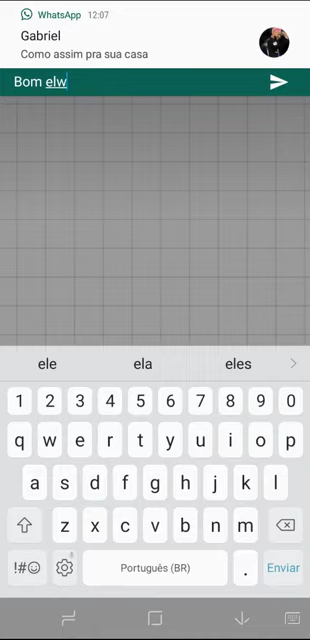 WhatsApp 12:07
Gabriel
Como assim pra sua casa
Bom elw
ele ela eles
1 2 3 4 5 6 7 8 9 0
q w e r t y u i o p
a s d f g h j k l
z x c v b n m
!#☺ Português (BR) . Enviar